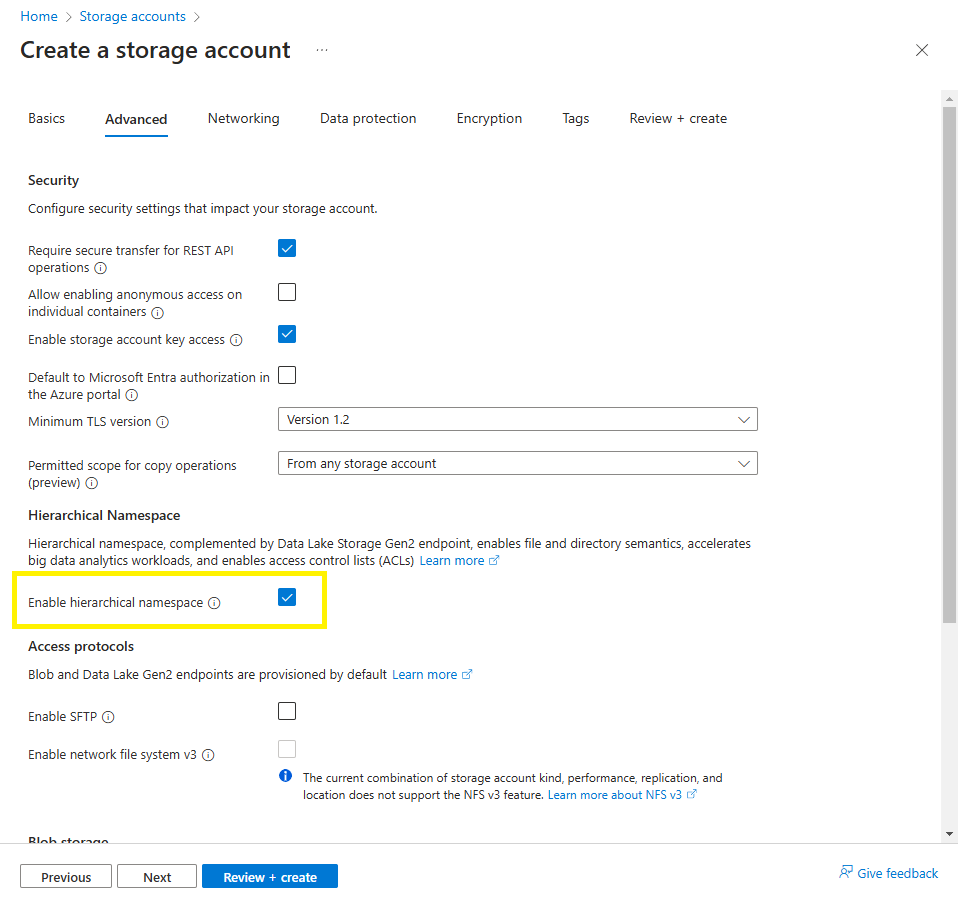 Home > Storage accounts >
Create a storage account ...
Basics Advanced Networking Data protection Encryption Tags Review + create
Security
Configure security settings that impact your storage account.
Require secure transfer for REST API
operations
Allow enabling anonymous access on
individual containers
Enable storage account key access
Default to Microsoft Entra authorization in
the Azure portal
Minimum TLS version
Version 1.2
Permitted scope for copy operations
(preview)
From any storage account
Hierarchical Namespace
Hierarchical namespace, complemented by Data Lake Storage Gen2 endpoint, enables file and directory semantics, accelerates
big data analytics workloads, and enables access control lists (ACLs) Learn more
Enable hierarchical namespace
Access protocols
Blob and Data Lake Gen2 endpoints are provisioned by default Learn more
Enable SFTP
Enable network file system v3
The current combination of storage account kind, performance, replication, and
location does not support the NFS v3 feature. Learn more about NFS v3
Blob storage
Previous Next Review + create Give feedback